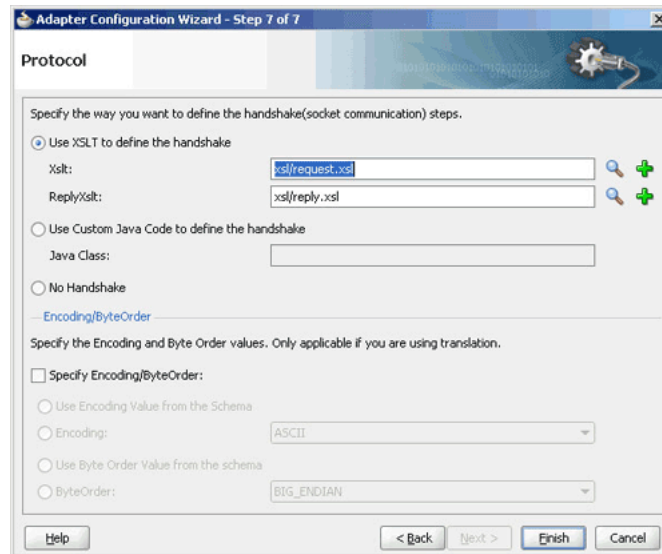 Adapter Configuration Wizard - Step 7 of 7
Protocol
Specify the way you want to define the handshake(socket communication) steps.
Use XSLT to define the handshake
Xslt: xsl/request.xsl
ReplyXslt: xsl/reply.xsl
Use Custom Java Code to define the handshake
Java Class:
No Handshake
Encoding/ByteOrder
Specify the Encoding and Byte Order values. Only applicable if you are using translation.
Specify Encoding/ByteOrder:
Use Encoding Value from the Schema
Encoding: ASCII
Use Byte Order Value from the schema
ByteOrder: BIG_ENDIAN
Help < Back Next > Finish Cancel